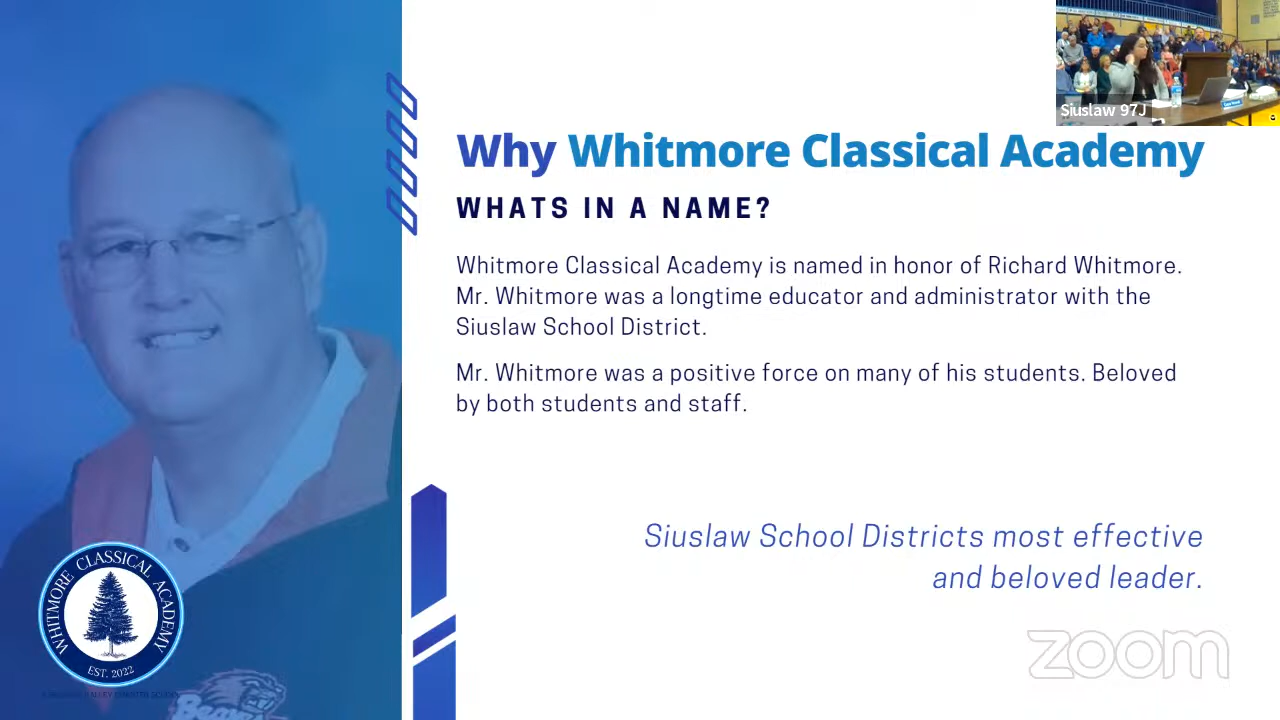 Siuslaw 97J
Why Whitmore Classical Academy
WHATS IN A NAME?
Whitmore Classical Academy is named in honor of Richard Whitmore.
Mr. Whitmore was a longtime educator and administrator with the
Siuslaw School District.
Mr. Whitmore was a positive force on many of his students. Beloved
by both students and staff.
Siuslaw School Districts most effective
and beloved leader.
WHITMORE CLASSICAL ACADEMY
EST. 2022
Beavers
zoom